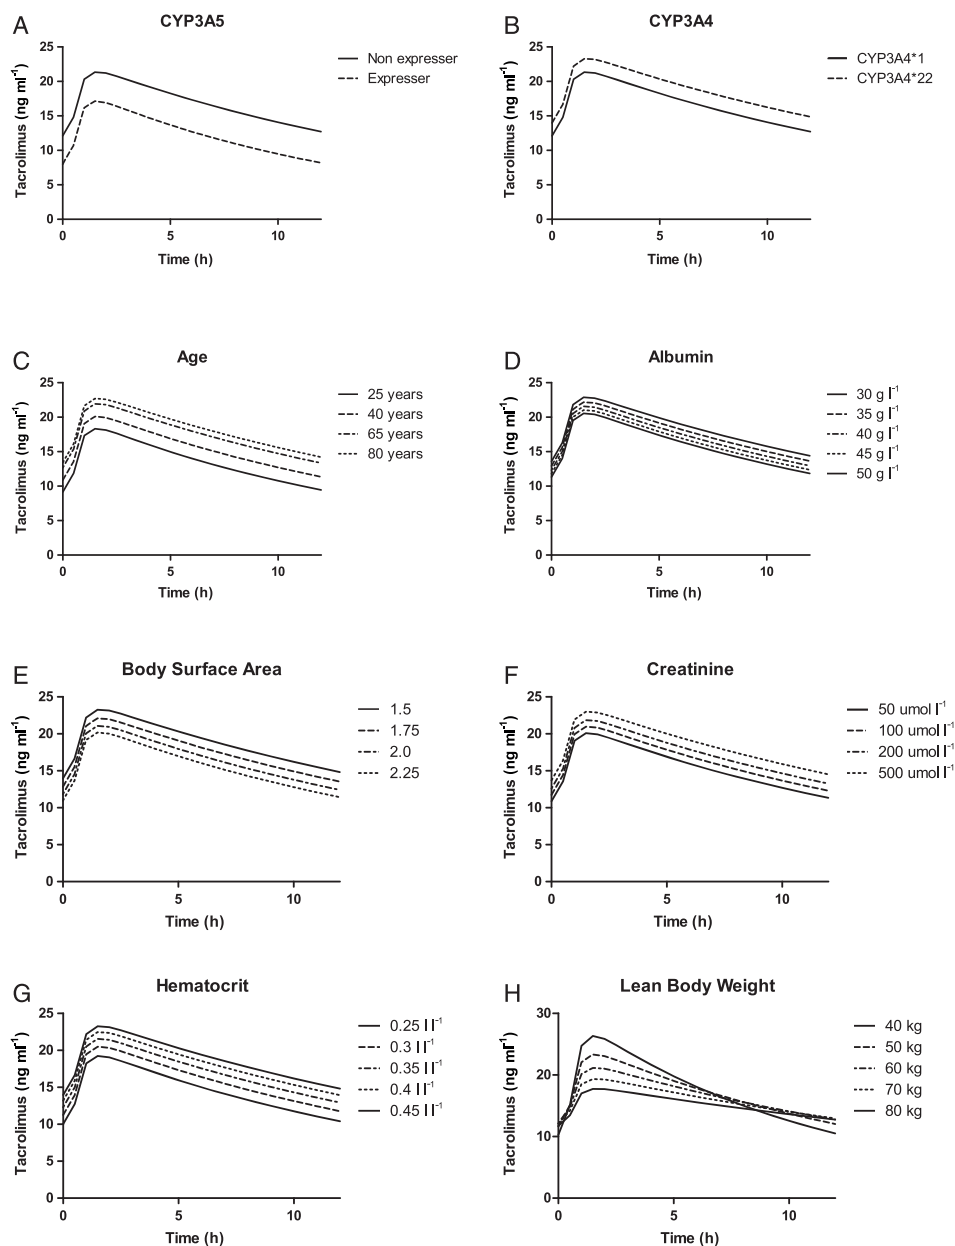 A
CYP3A5
Tacrolimus (ng ml⁻¹)
25
20
15
10
5
0
0 5 10
Time (h)
Non expresser
Expresser
B
CYP3A4
Tacrolimus (ng ml⁻¹)
25
20
15
10
5
0
0 5 10
Time (h)
CYP3A4*1
CYP3A4*22
C
Age
Tacrolimus (ng ml⁻¹)
25
20
15
10
5
0
0 5 10
Time (h)
25 years
40 years
65 years
80 years
D
Albumin
Tacrolimus (ng ml⁻¹)
25
20
15
10
5
0
0 5 10
Time (h)
30 g l⁻¹
35 g l⁻¹
40 g l⁻¹
45 g l⁻¹
50 g l⁻¹
E
Body Surface Area
Tacrolimus (ng ml⁻¹)
25
20
15
10
5
0
0 5 10
Time (h)
1.5
1.75
2.0
2.25
F
Creatinine
Tacrolimus (ng ml⁻¹)
25
20
15
10
5
0
0 5 10
Time (h)
50 umol l⁻¹
100 umol l⁻¹
200 umol l⁻¹
500 umol l⁻¹
G
Hematocrit
Tacrolimus (ng ml⁻¹)
25
20
15
10
5
0
0 5 10
Time (h)
0.25 l l⁻¹
0.3 l l⁻¹
0.35 l l⁻¹
0.4 l l⁻¹
0.45 l l⁻¹
H
Lean Body Weight
Tacrolimus (ng ml⁻¹)
30
20
10
0
0 5 10
Time (h)
40 kg
50 kg
60 kg
70 kg
80 kg